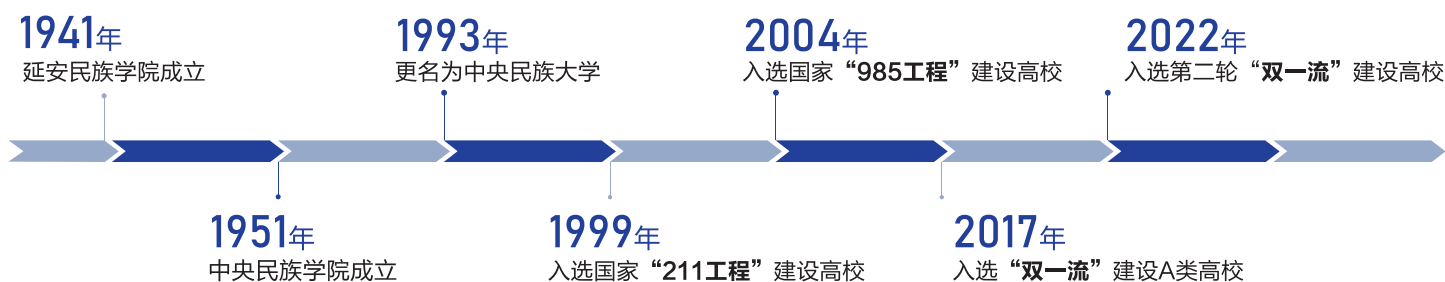 1941年
延安民族学院成立
1993年
更名为中央民族大学
2004年
入选国家“985工程”建设高校
2022年
入选第二轮“双一流”建设高校
1951年
中央民族学院成立
1999年
入选国家“211工程”建设高校
2017年
入选“双一流”建设A类高校